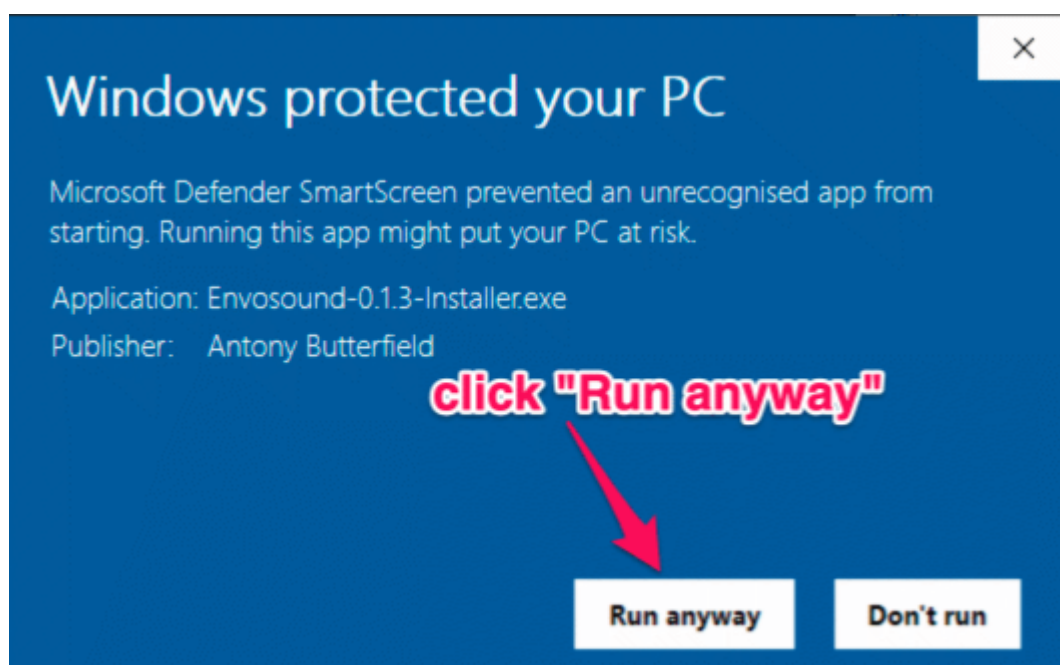 Windows protected your PC
Microsoft Defender SmartScreen prevented an unrecognised app from
starting. Running this app might put your PC at risk.
Application: Envosound-0.1.3-Installer.exe
Publisher: Antony Butterfield
click "Run anyway"
Run anyway
Don't run